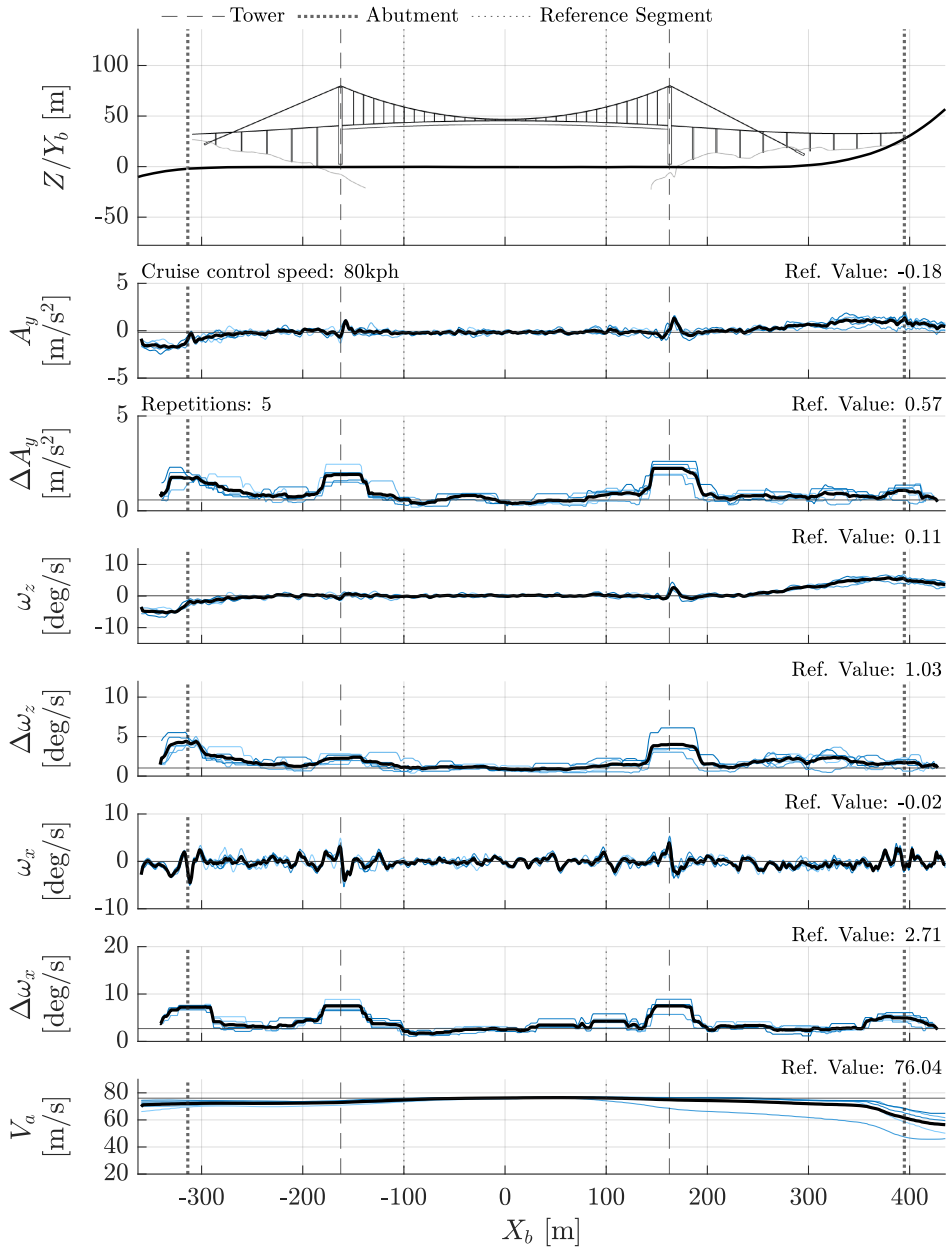 Tower Abutment Reference Segment
Z/Y_b [m]
100
50
0
-50
Cruise control speed: 80kph Ref. Value: -0.18
A_y [m/s²]
5
0
-5
Repetitions: 5 Ref. Value: 0.57
ΔA_y [m/s²]
5
0
Ref. Value: 0.11
ω_z [deg/s]
10
0
-10
Ref. Value: 1.03
Δω_z [deg/s]
10
5
0
Ref. Value: -0.02
ω_x [deg/s]
10
0
-10
Ref. Value: 2.71
Δω_x [deg/s]
20
10
0
Ref. Value: 76.04
V_a [m/s]
80
60
40
20
-300 -200 -100 0 100 200 300 400
X_b [m]